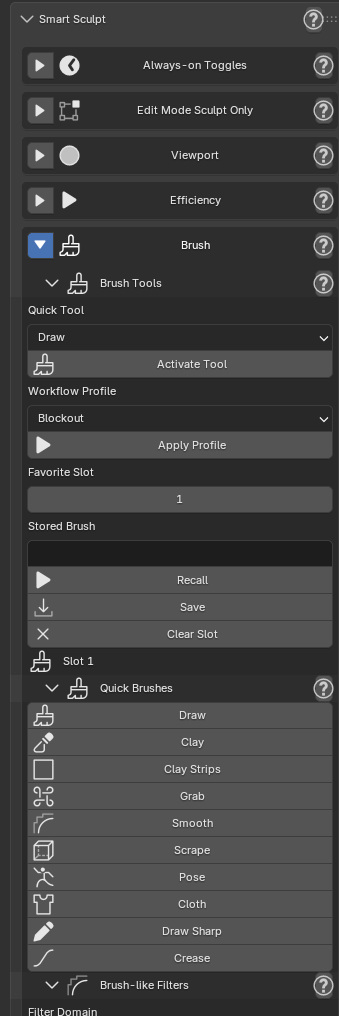 Smart Sculpt
Always-on Toggles
Edit Mode Sculpt Only
Viewport
Efficiency
Brush
Brush Tools
Quick Tool
Draw
Activate Tool
Workflow Profile
Blockout
Apply Profile
Favorite Slot
1
Stored Brush
Recall
Save
Clear Slot
Slot 1
Quick Brushes
Draw
Clay
Clay Strips
Grab
Smooth
Scrape
Pose
Cloth
Draw Sharp
Crease
Brush-like Filters
Filter Domain